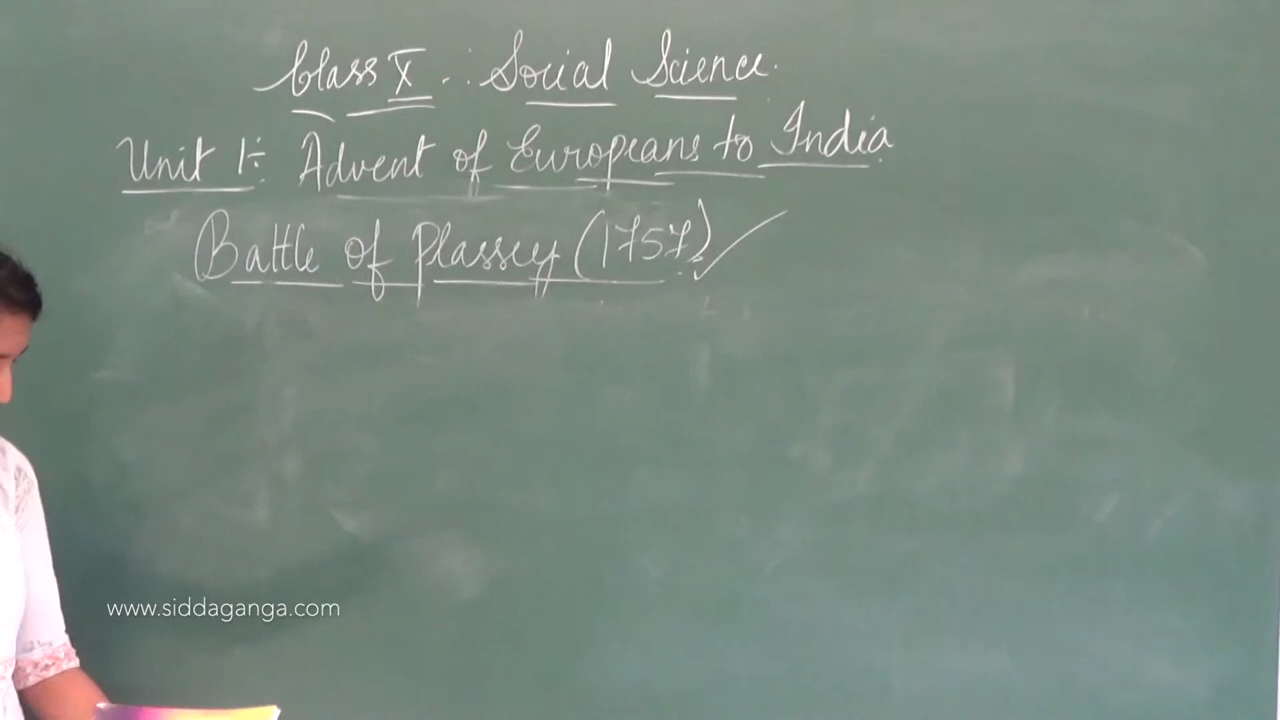 Class X :- Social Science.
Unit 1:- Advent of Europeans to India
Battle of Plassey (1757) ✓
www.siddaganga.com